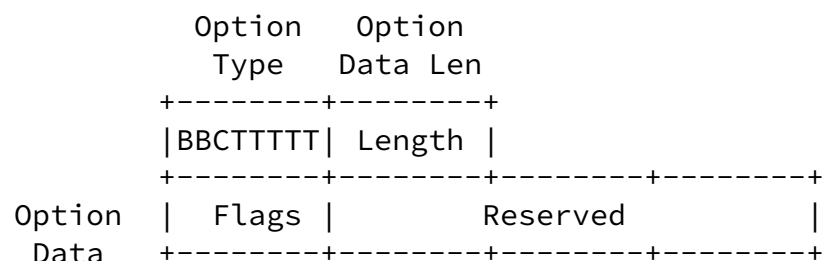 Option   Option
           Type   Data Len
        +--------+--------+
        |BBCTTTTT| Length |
        +--------+--------+--------+--------+
Option  |  Flags |        Reserved          |
 Data   +--------+--------+--------+--------+